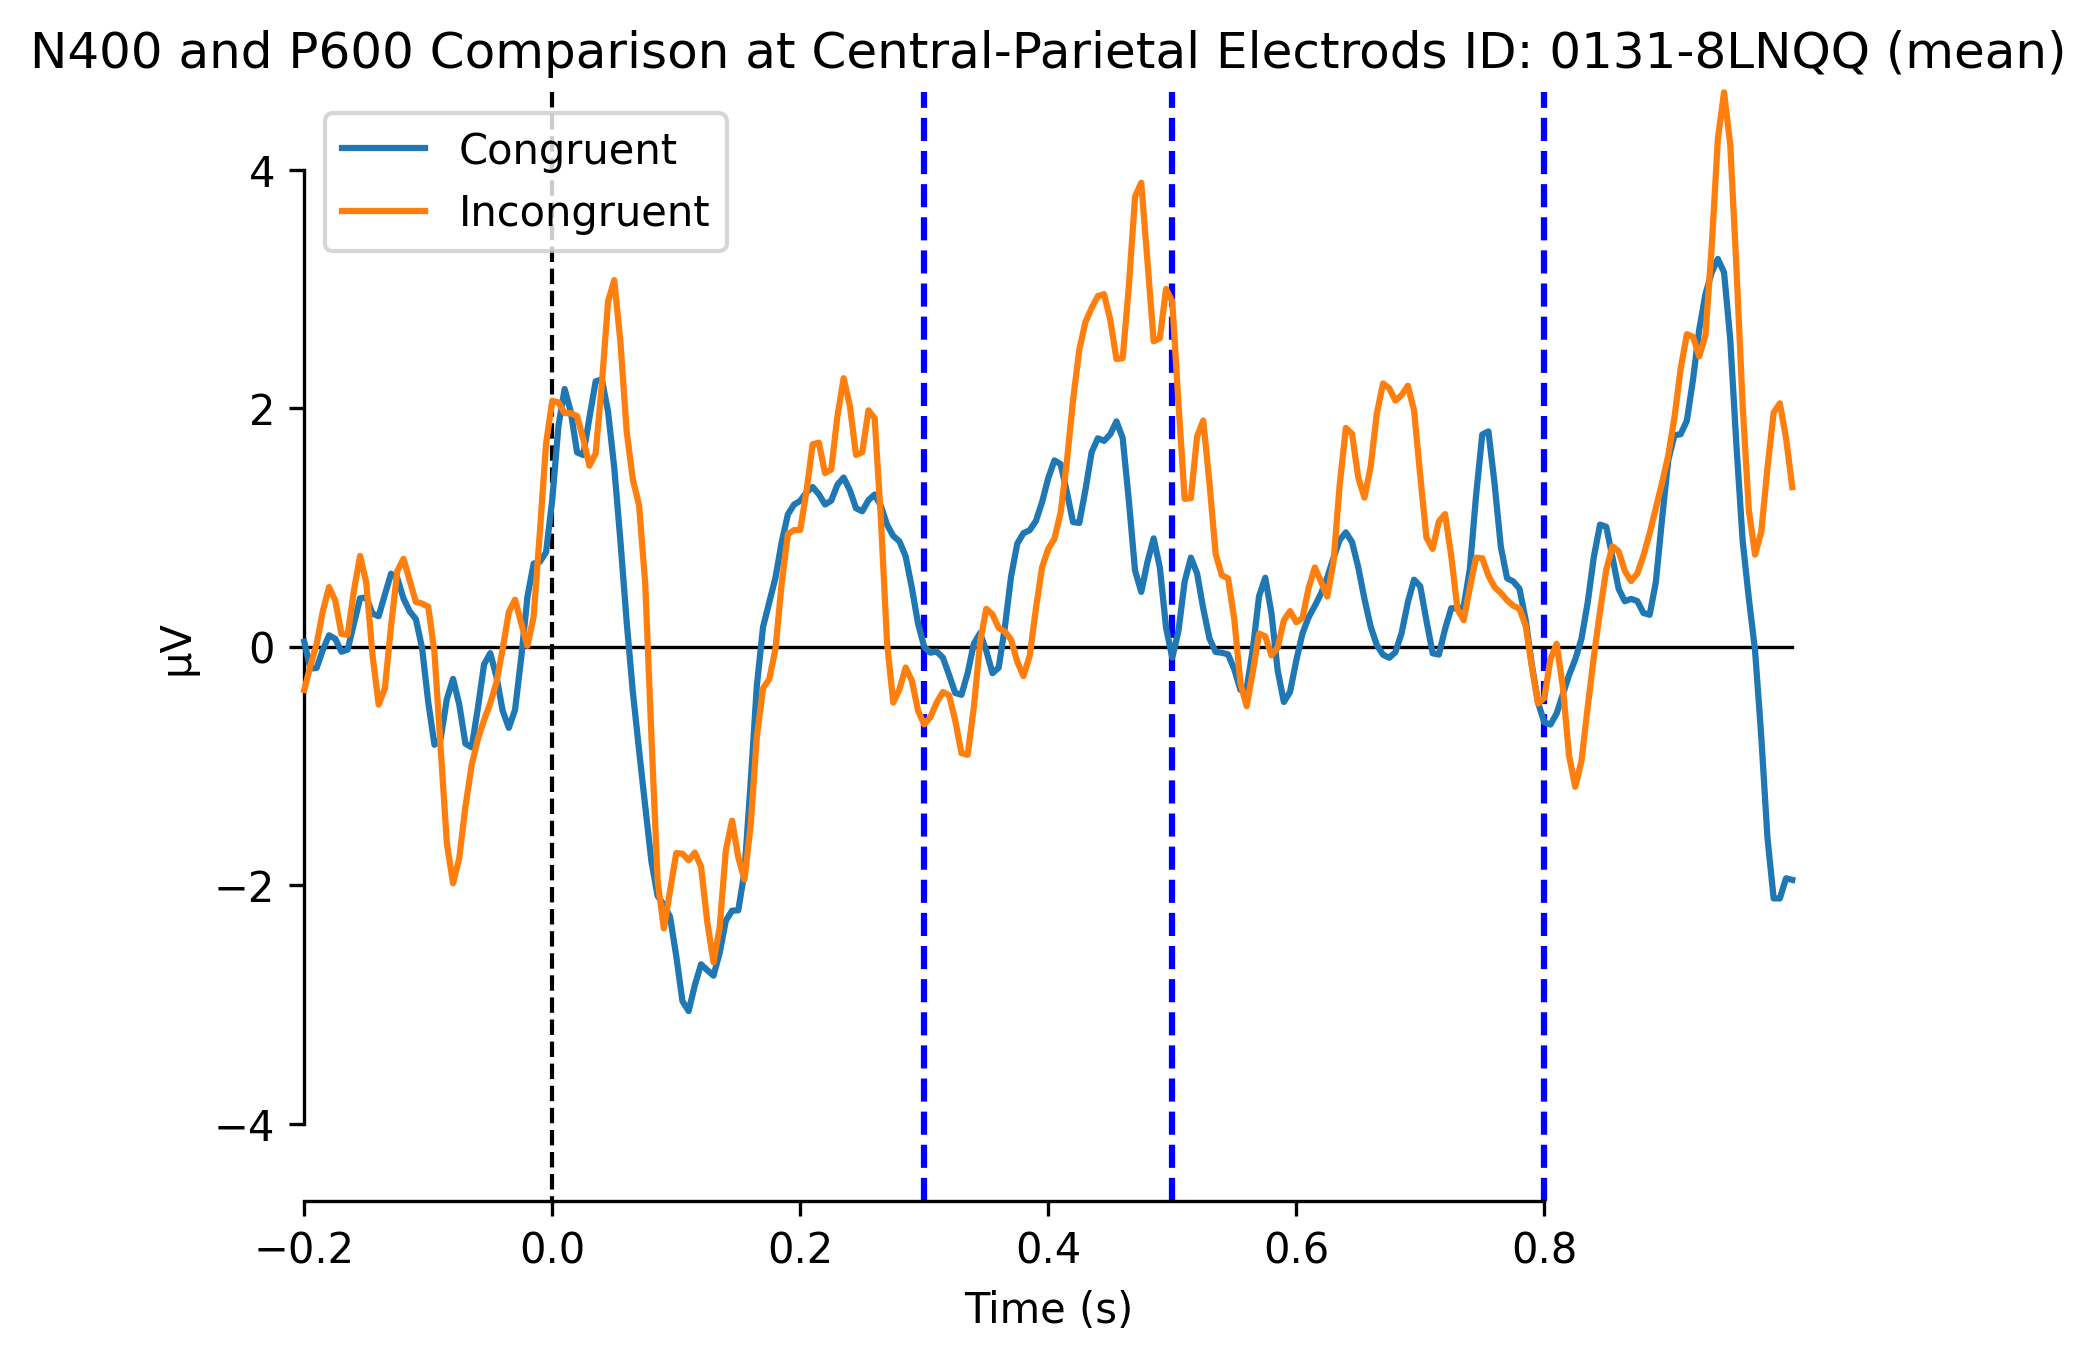 N400 and P600 Comparison at Central-Parietal Electrods ID: 0131-8LNQQ (mean)
Congruent
Incongruent
4
2
0
−2
−4
µV
−0.2 0.0 0.2 0.4 0.6 0.8
Time (s)